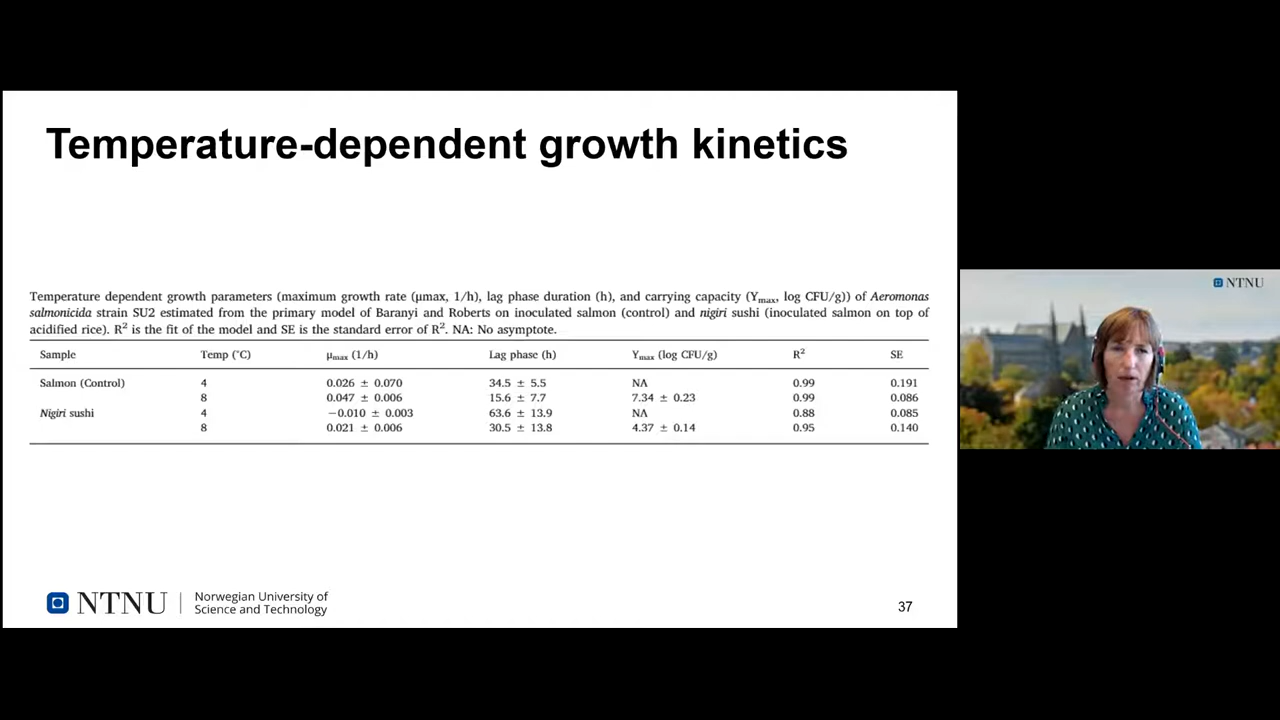 Temperature-dependent growth kinetics
Temperature dependent growth parameters (maximum growth rate (μmax, 1/h), lag phase duration (h), and carrying capacity (Ymax, log CFU/g)) of Aeromonas
salmonicida strain SU2 estimated from the primary model of Baranyi and Roberts on inoculated salmon (control) and nigiri sushi (inoculated salmon on top of
acidified rice). R² is the fit of the model and SE is the standard error of R². NA: No asymptote.
Sample Temp (°C) μmax (1/h) Lag phase (h) Ymax (log CFU/g) R² SE
Salmon (Control) 4 0.026 ± 0.070 34.5 ± 5.5 NA 0.99 0.191
8 0.047 ± 0.006 15.6 ± 7.7 7.34 ± 0.23 0.99 0.086
Nigiri sushi 4 −0.010 ± 0.003 63.6 ± 13.9 NA 0.88 0.085
8 0.021 ± 0.006 30.5 ± 13.8 4.37 ± 0.14 0.95 0.140
NTNU
Norwegian University of
Science and Technology
37
NTNU